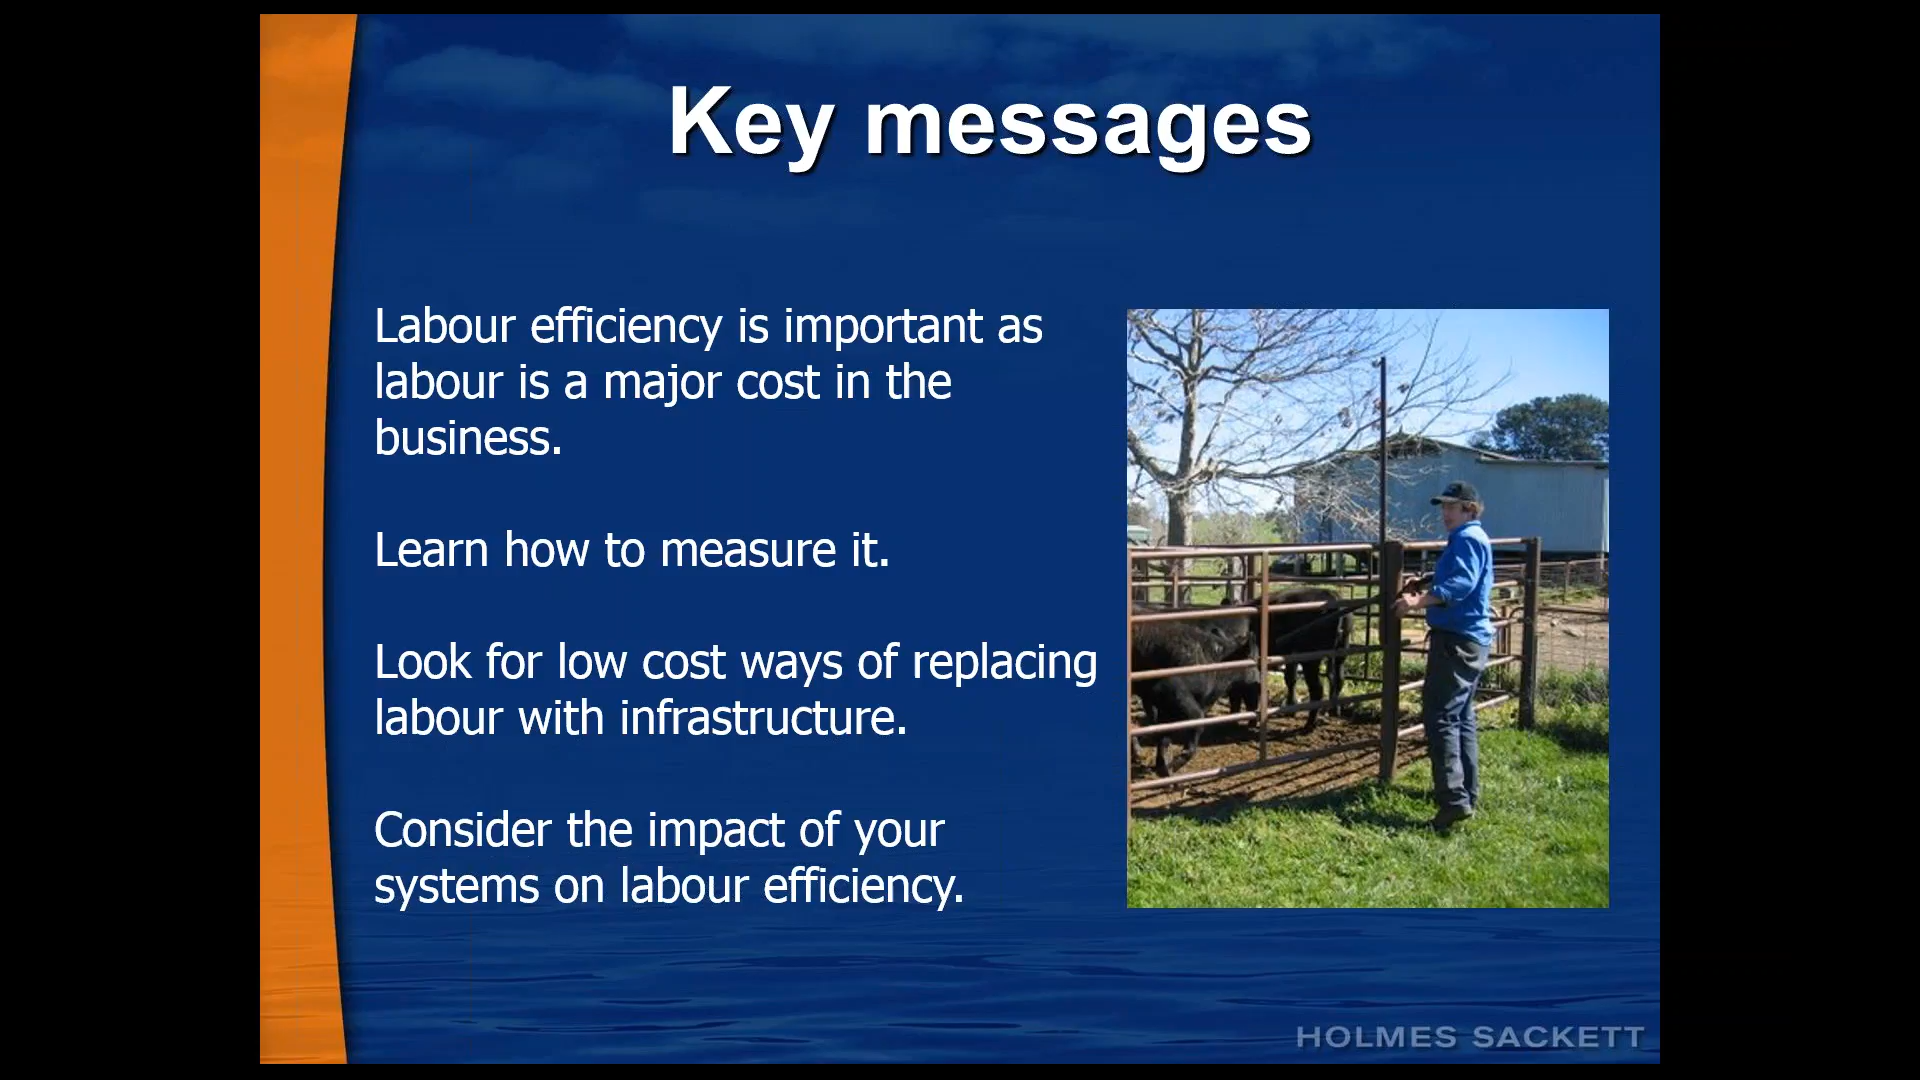 Key messages
Labour efficiency is important as
labour is a major cost in the
business.
Learn how to measure it.
Look for low cost ways of replacing
labour with infrastructure.
Consider the impact of your
systems on labour efficiency.
HOLMES SACKETT